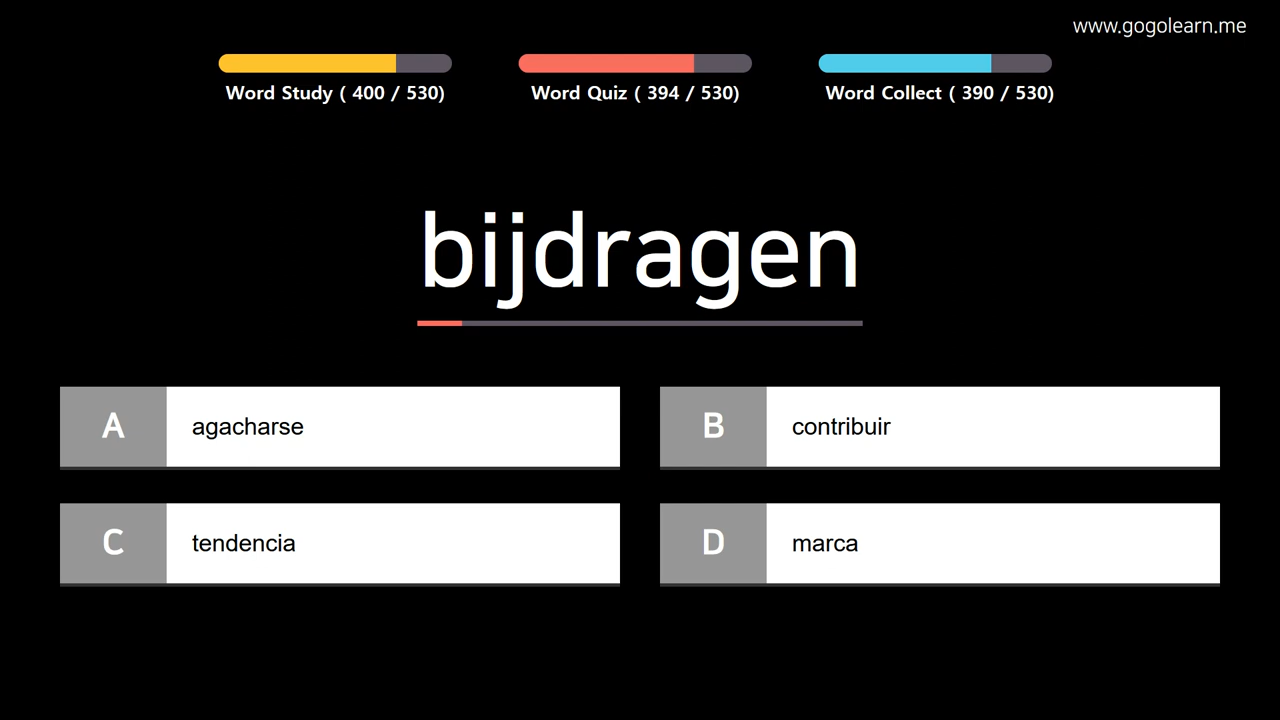 www.gogolearn.me
Word Study ( 400 / 530)
Word Quiz ( 394 / 530)
Word Collect ( 390 / 530)
bijdragen
A agacharse
B contribuir
C tendencia
D marca